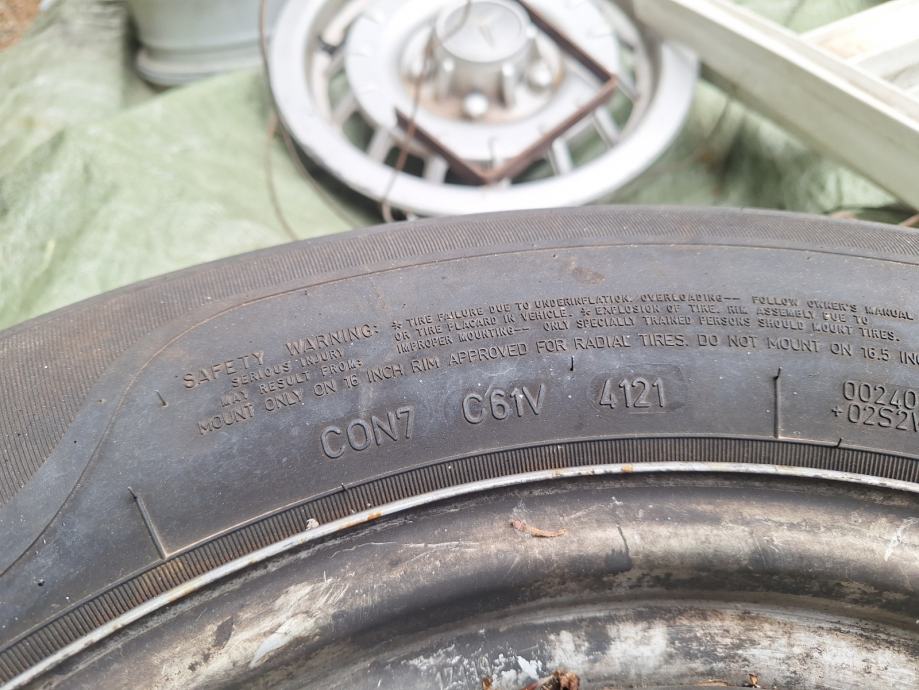 SAFETY WARNING:
SERIOUS INJURY
MAY RESULT FROM:
* TIRE FAILURE DUE TO UNDERINFLATION, OVERLOADING-- FOLLOW OWNER'S MANUAL
OR TIRE PLACARD IN VEHICLE. * EXPLOSION OF TIRE, RIM ASSEMBLY DUE TO
IMPROPER MOUNTING-- ONLY SPECIALLY TRAINED PERSONS SHOULD MOUNT TIRES.
MOUNT ONLY ON 16 INCH RIM APPROVED FOR RADIAL TIRES. DO NOT MOUNT ON 16.5 IN
CON7 C61V 4121
00240
+02S2